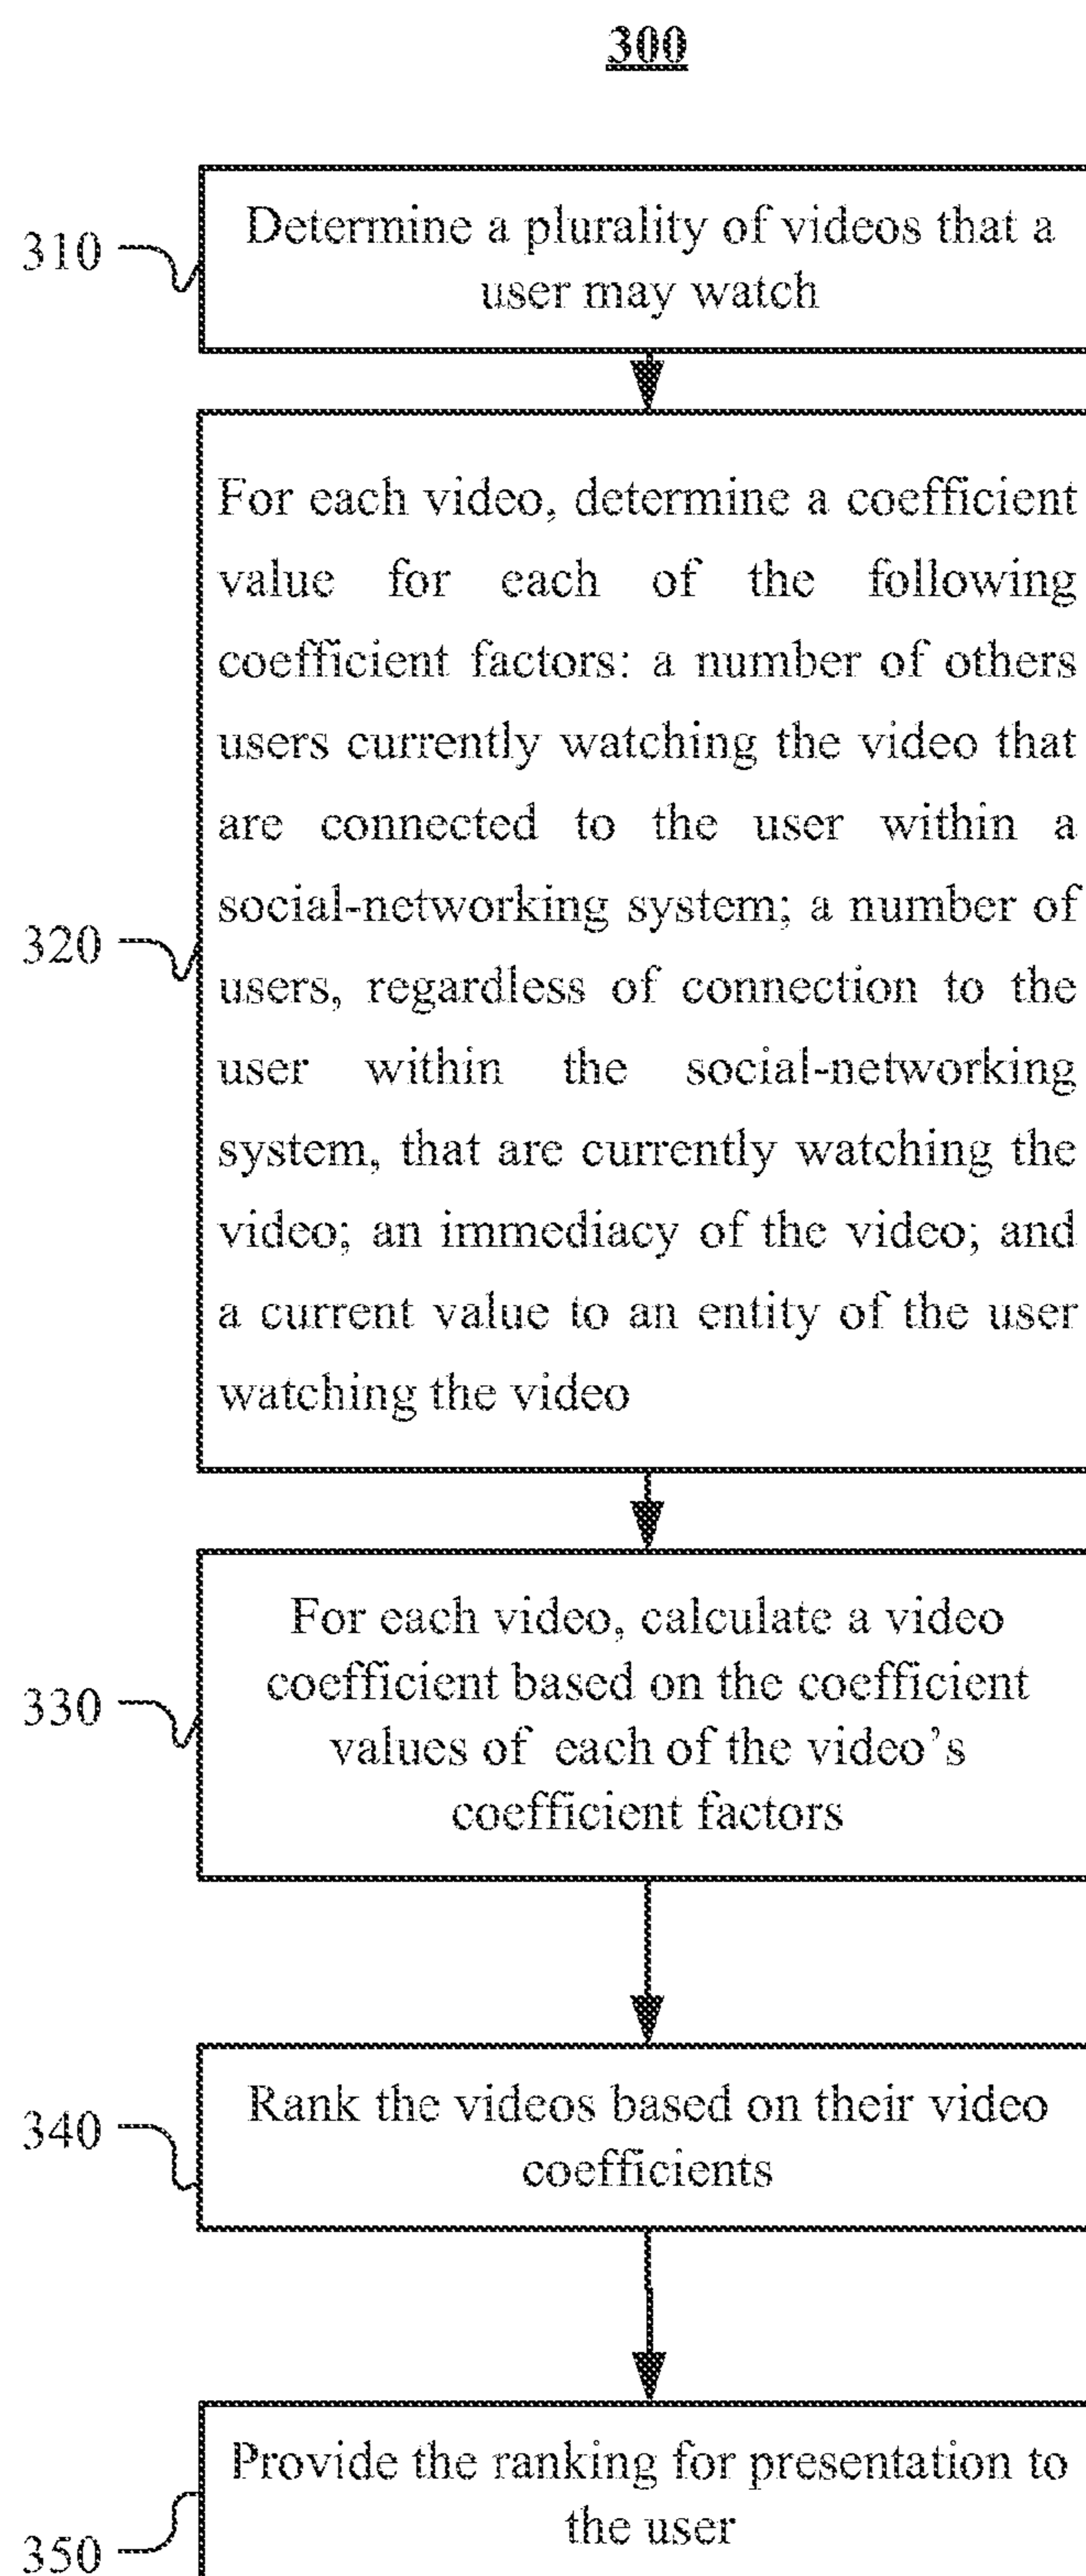 300
310
Determine a plurality of videos that a
user may watch
320
For each video, determine a coefficient
value for each of the following
coefficient factors: a number of others
users currently watching the video that
are connected to the user within a
social-networking system; a number of
users, regardless of connection to the
user within the social-networking
system, that are currently watching the
video; an immediacy of the video; and
a current value to an entity of the user
watching the video
330
For each video, calculate a video
coefficient based on the coefficient
values of each of the video's
coefficient factors
340
Rank the videos based on their video
coefficients
350
Provide the ranking for presentation to
the user